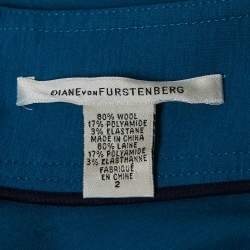 DIANE VON FURSTENBERG
80% WOOL
17% POLYAMIDE
3% ELASTANE
MADE IN CHINA
80% LAINE
17% POLYAMIDE
3% ELASTHANNE
FABRIQUÉ
EN CHINE
2